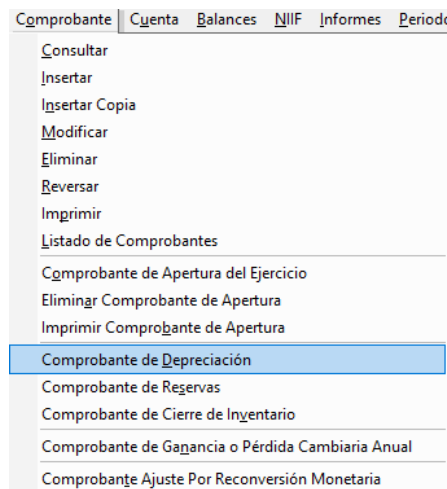 Comprobante Cuenta Balances NIIF Informes Periodo
Consultar
Insertar
Insertar Copia
Modificar
Eliminar
Reversar
Imprimir
Listado de Comprobantes
Comprobante de Apertura del Ejercicio
Eliminar Comprobante de Apertura
Imprimir Comprobante de Apertura
Comprobante de Depreciación
Comprobante de Reservas
Comprobante de Cierre de Inventario
Comprobante de Ganancia o Pérdida Cambiaria Anual
Comprobante Ajuste Por Reconversión Monetaria